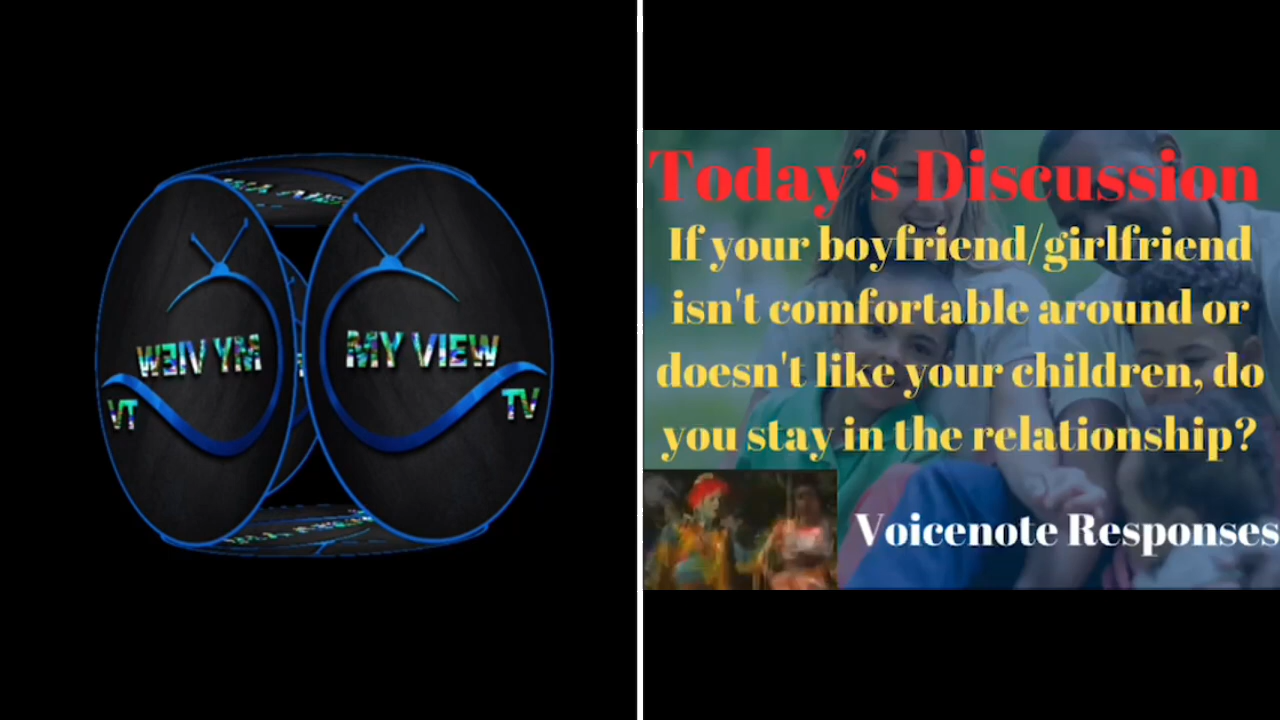 MY VIEW
TV
MY VIEW
TV
Today's Discussion
If your boyfriend/girlfriend
isn't comfortable around or
doesn't like your children, do
you stay in the relationship?
Voicenote Responses